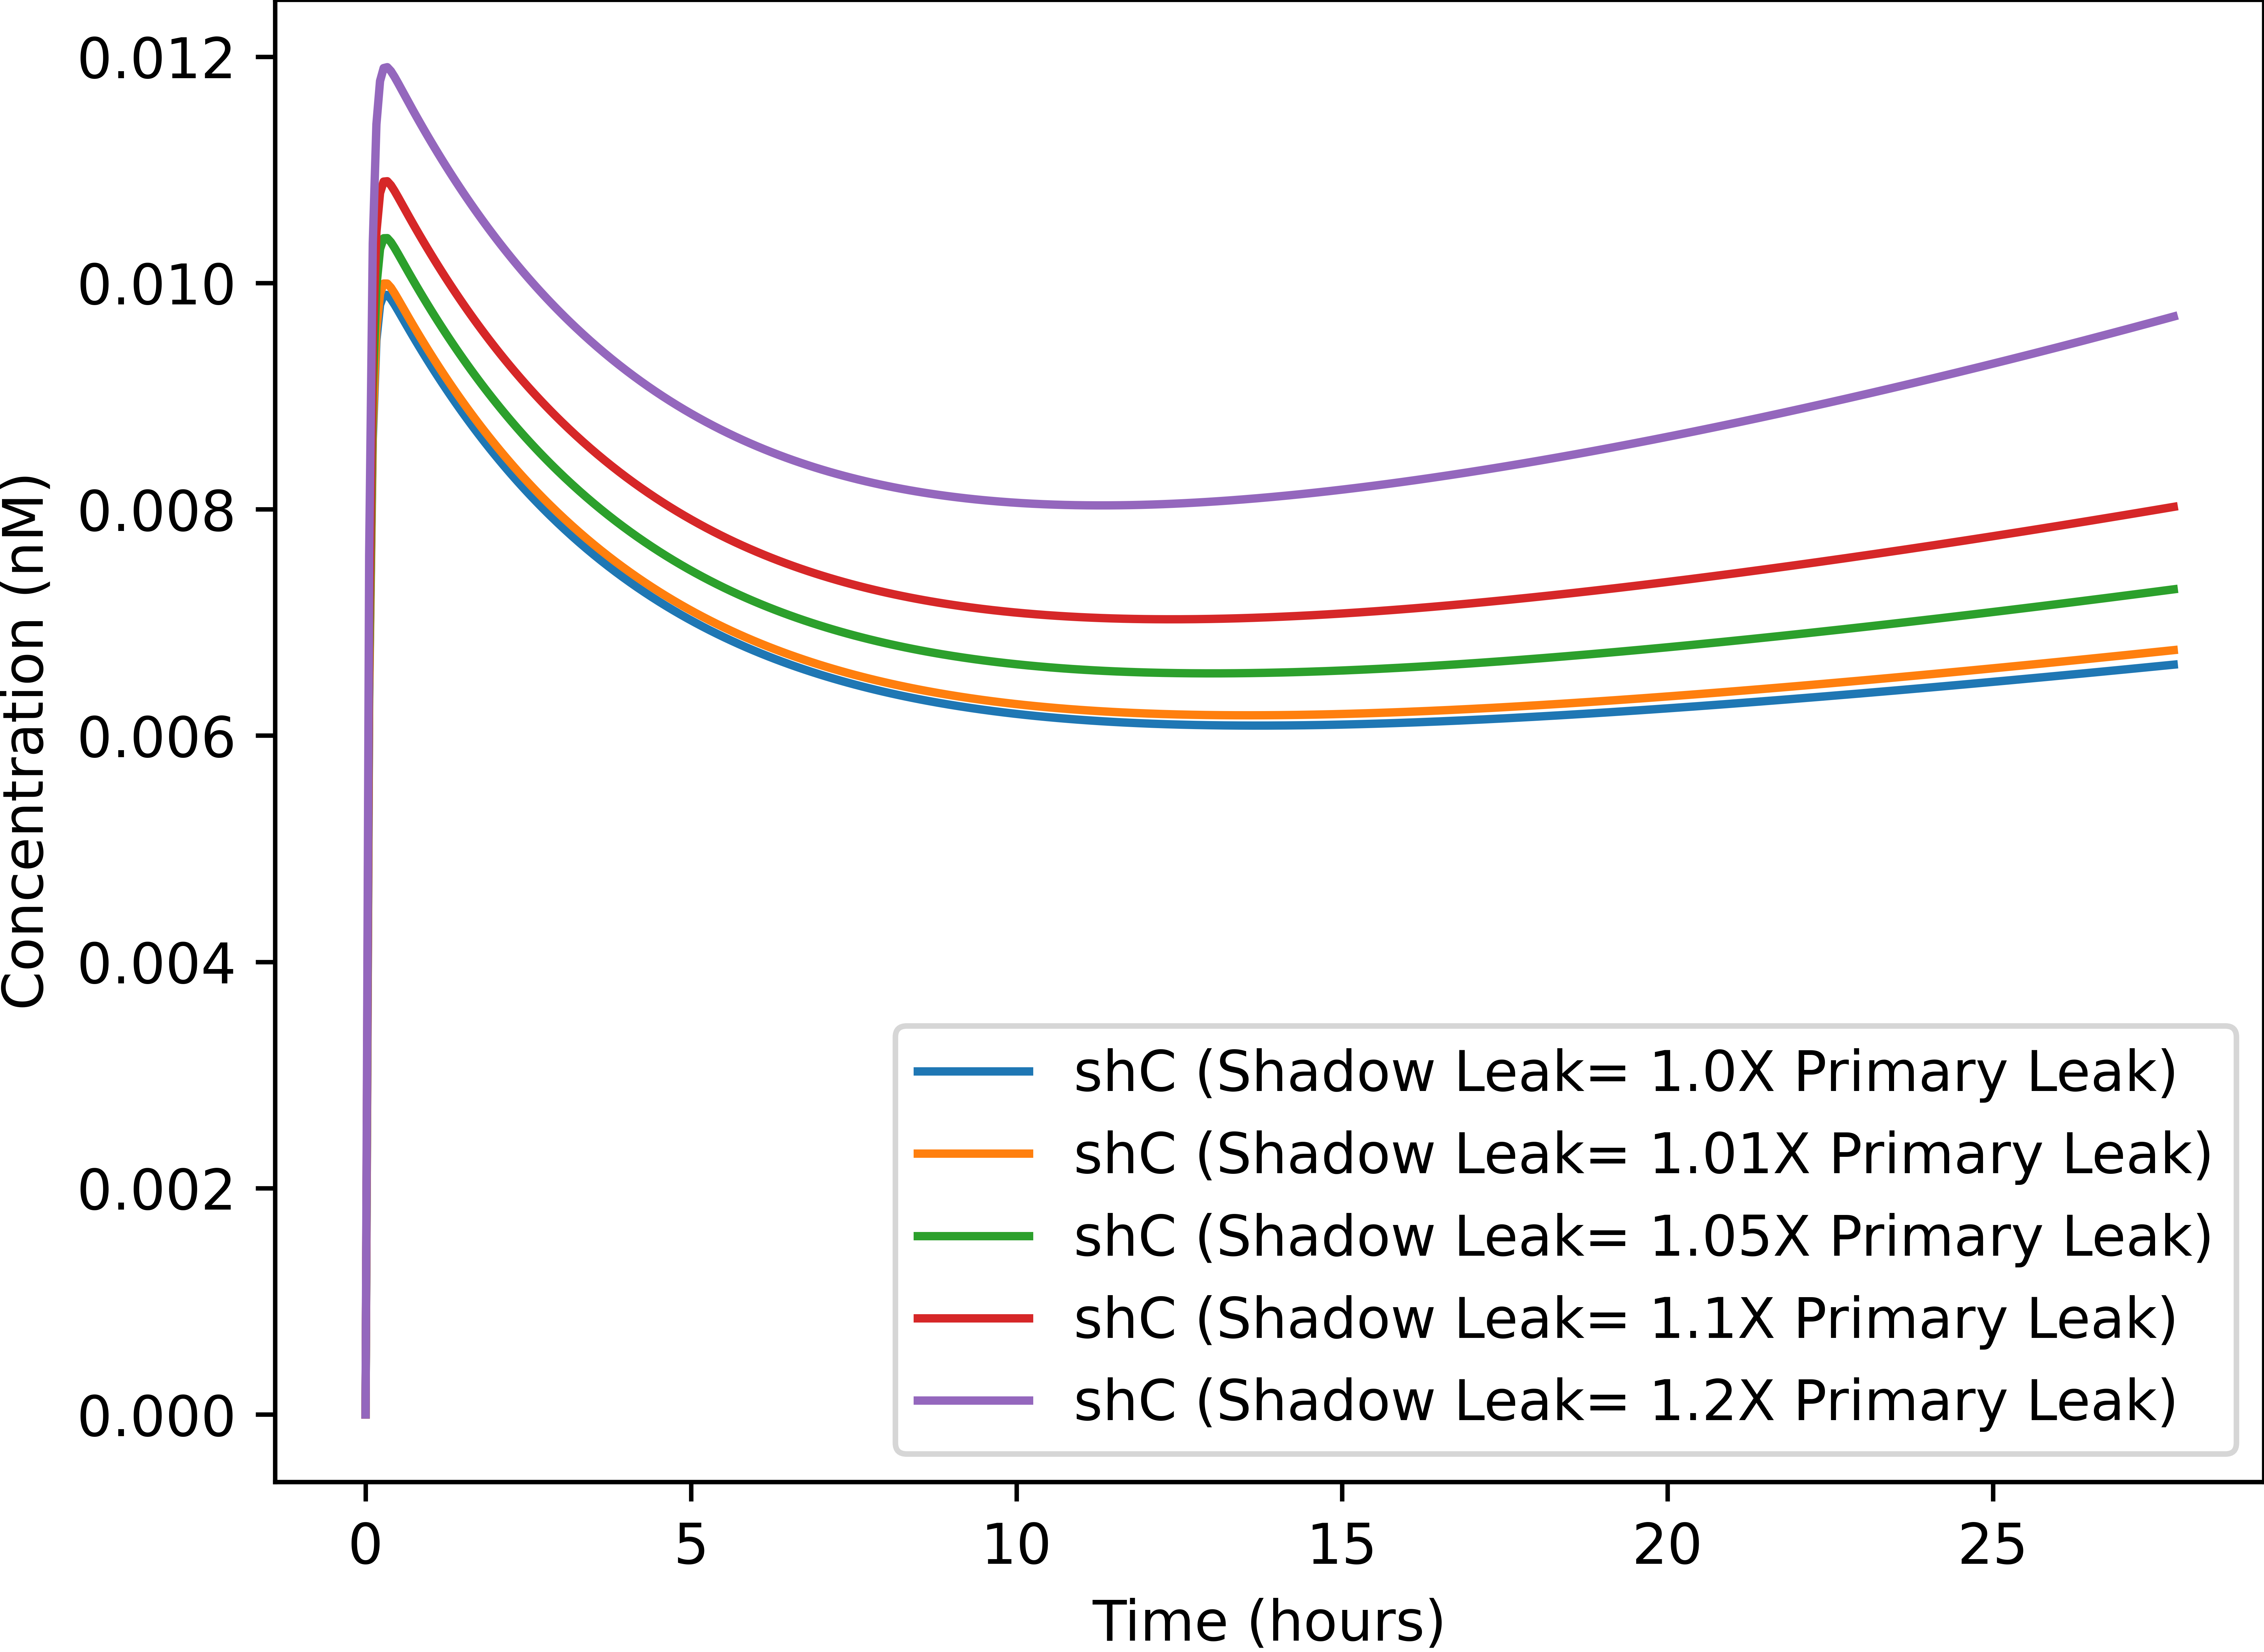 0.012
0.010
0.008
0.006
0.004
0.002
0.000
Concentration (nM)
shC (Shadow Leak= 1.0X Primary Leak)
shC (Shadow Leak= 1.01X Primary Leak)
shC (Shadow Leak= 1.05X Primary Leak)
shC (Shadow Leak= 1.1X Primary Leak)
shC (Shadow Leak= 1.2X Primary Leak)
0 5 10 15 20 25
Time (hours)